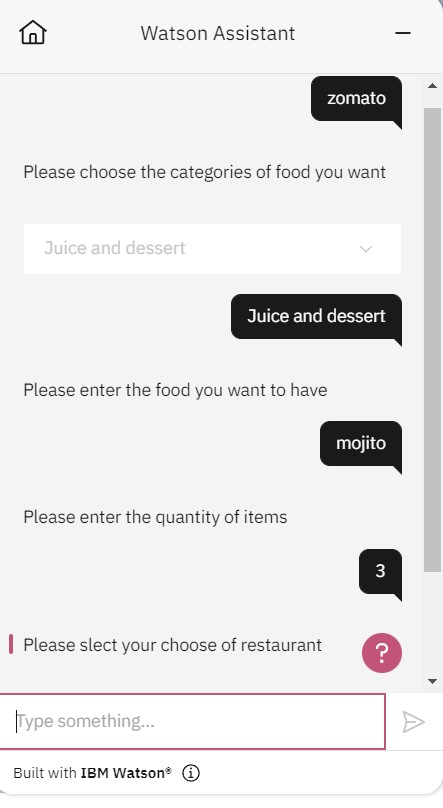 Watson Assistant
zomato
Please choose the categories of food you want
Juice and dessert
Juice and dessert
Please enter the food you want to have
mojito
Please enter the quantity of items
3
Please slect your choose of restaurant
?
Type something...
Built with IBM Watson®